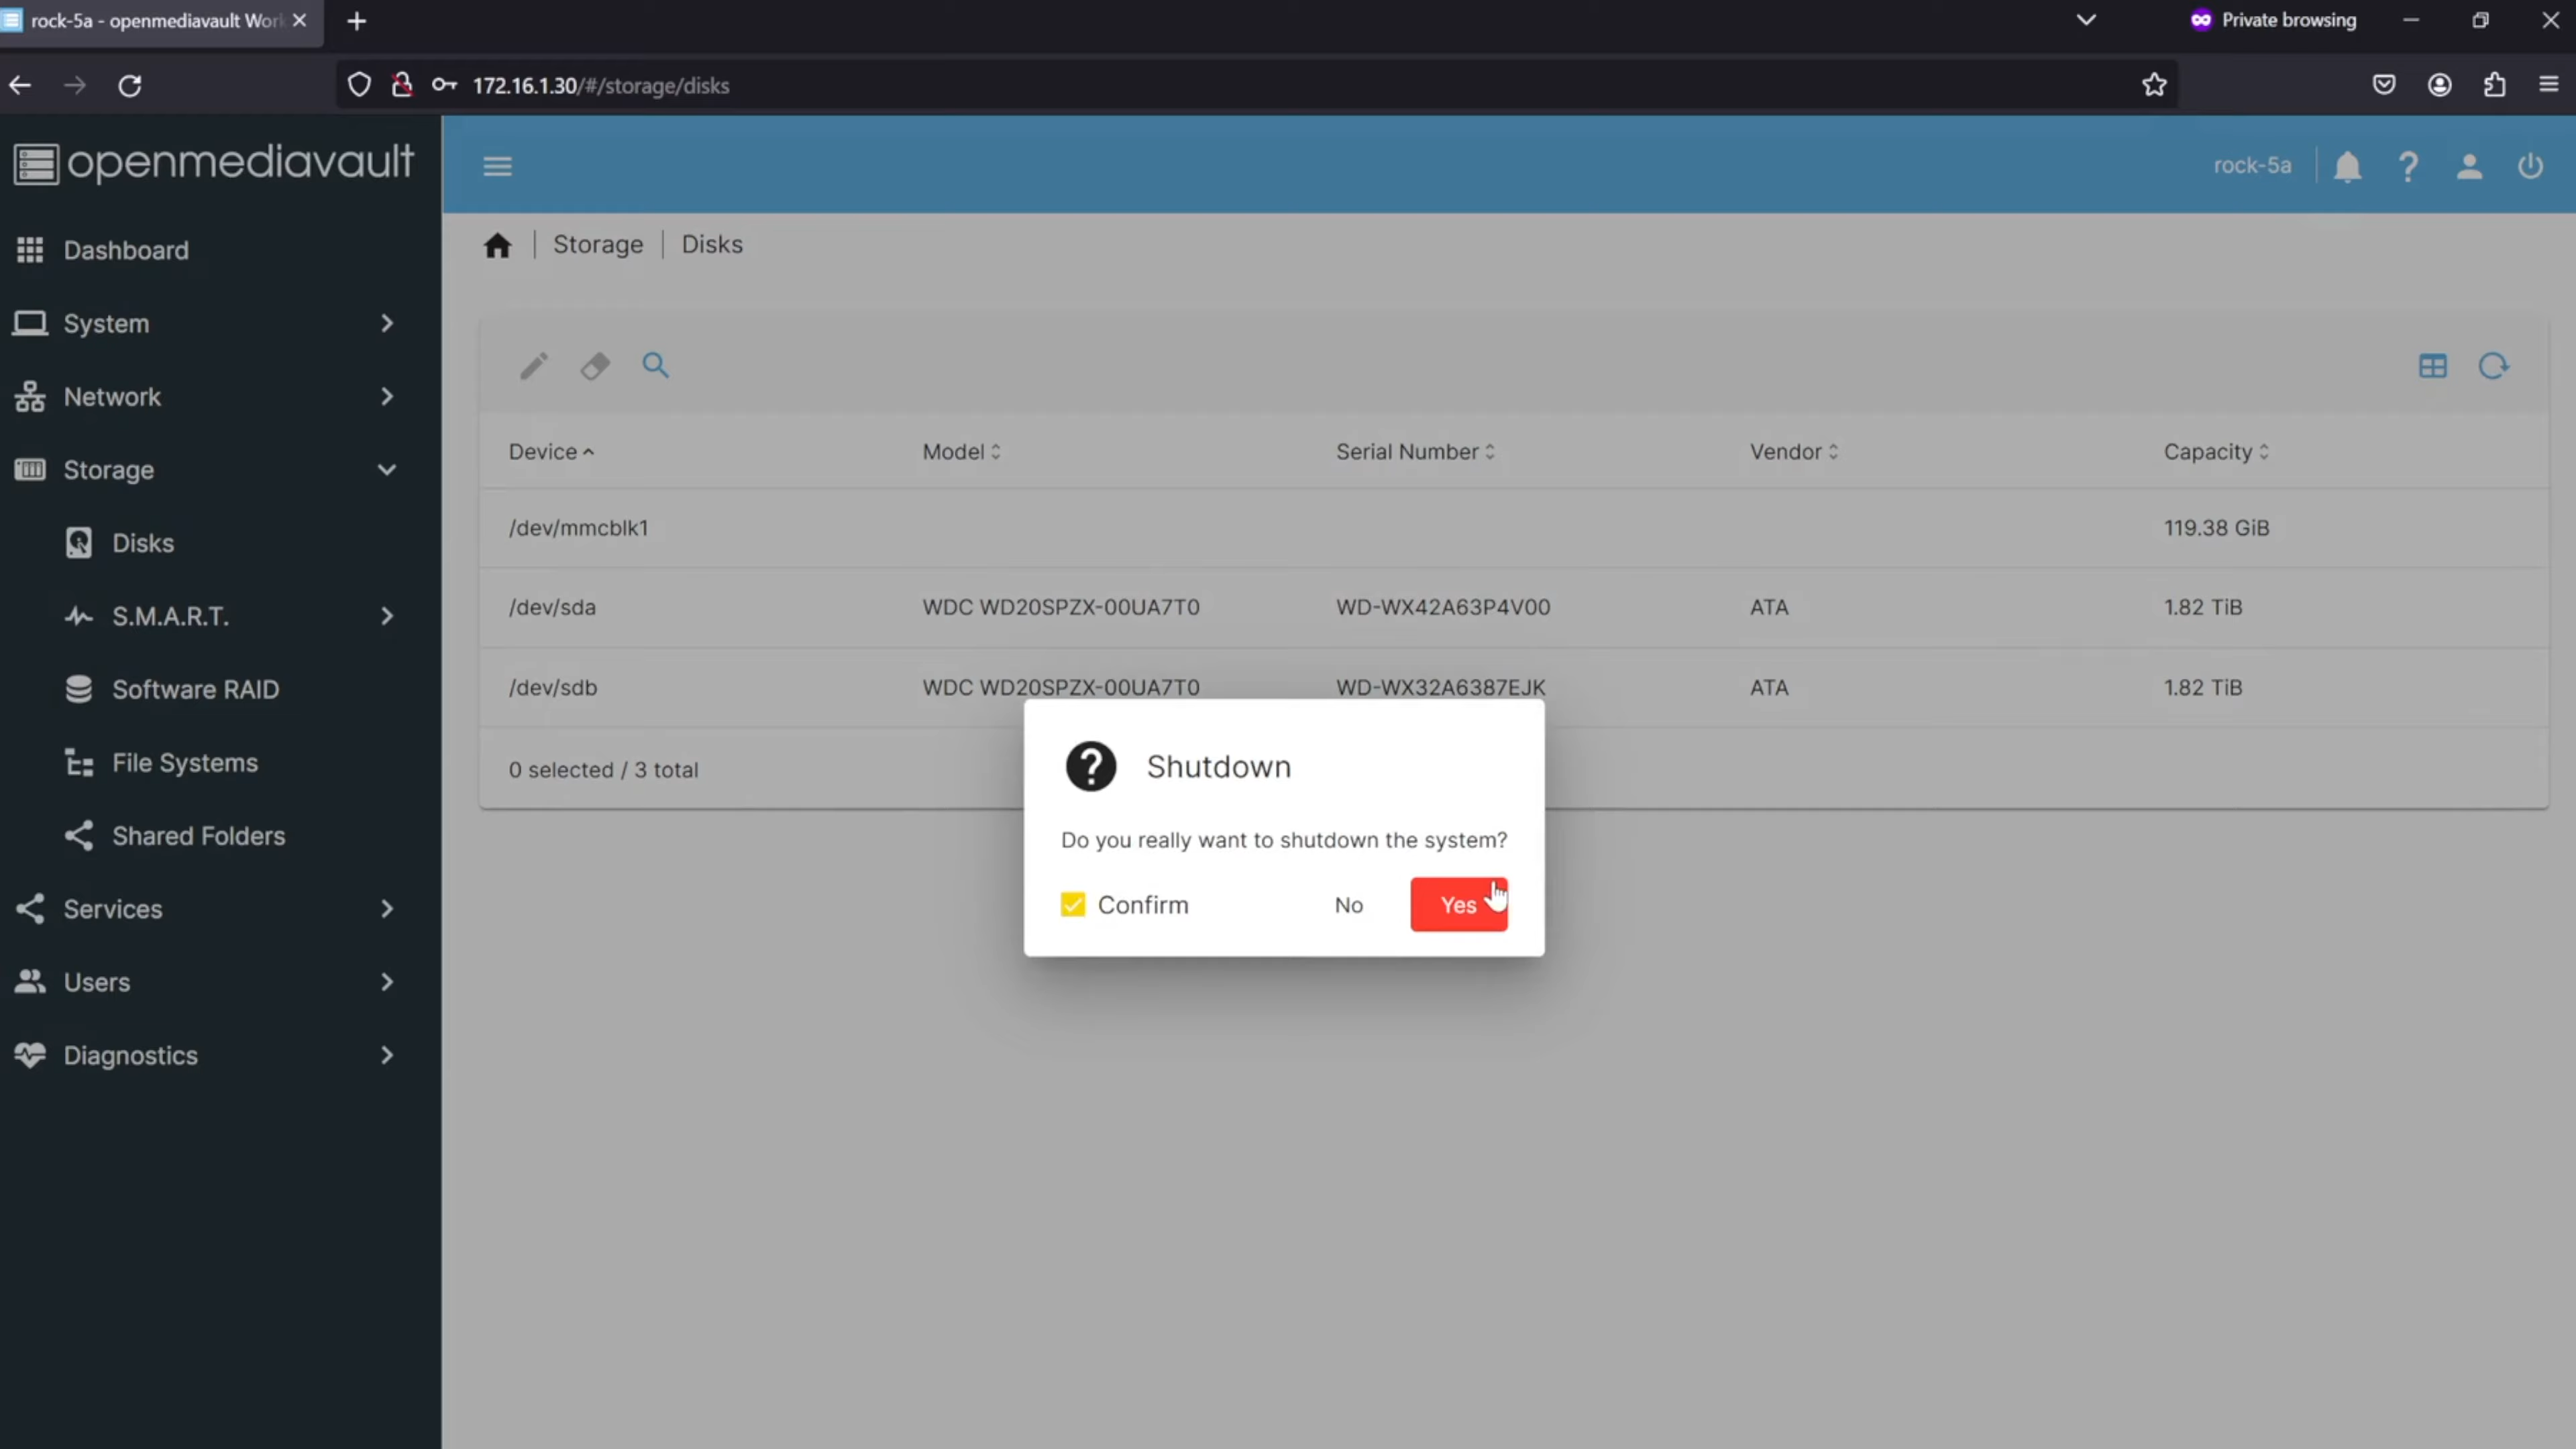 rock-5a - openmediavault Wor
Private browsing
172.16.1.30/#/storage/disks
openmediavault
rock-5a
Dashboard
System
Network
Storage
Disks
S.M.A.R.T.
Software RAID
File Systems
Shared Folders
Services
Users
Diagnostics
Storage | Disks
Device Model Serial Number Vendor Capacity
/dev/mmcblk1 119.38 GiB
/dev/sda WDC WD20SPZX-00UA7T0 WD-WX42A63P4V00 ATA 1.82 TiB
/dev/sdb WDC WD20SPZX-00UA7T0 WD-WX32A6387EJK ATA 1.82 TiB
0 selected / 3 total
Shutdown
Do you really want to shutdown the system?
Confirm No Yes